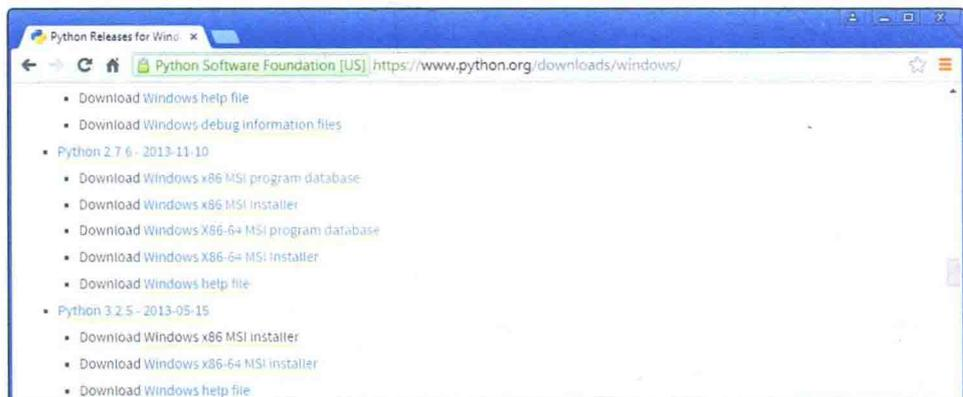 Python Releases for Wind
Python Software Foundation [US] https://www.python.org/downloads/windows/
Download Windows help file
Download Windows debug information files
Python 2.7.6 - 2013-11-10
Download Windows x86 MSI program database
Download Windows x86 MSI installer
Download Windows X86-64 MSI program database
Download Windows X86-64 MSI installer
Download Windows help file
Python 3.2.5 - 2013-05-15
Download Windows x86 MSI installer
Download Windows x86-64 MSI installer
Download Windows help file